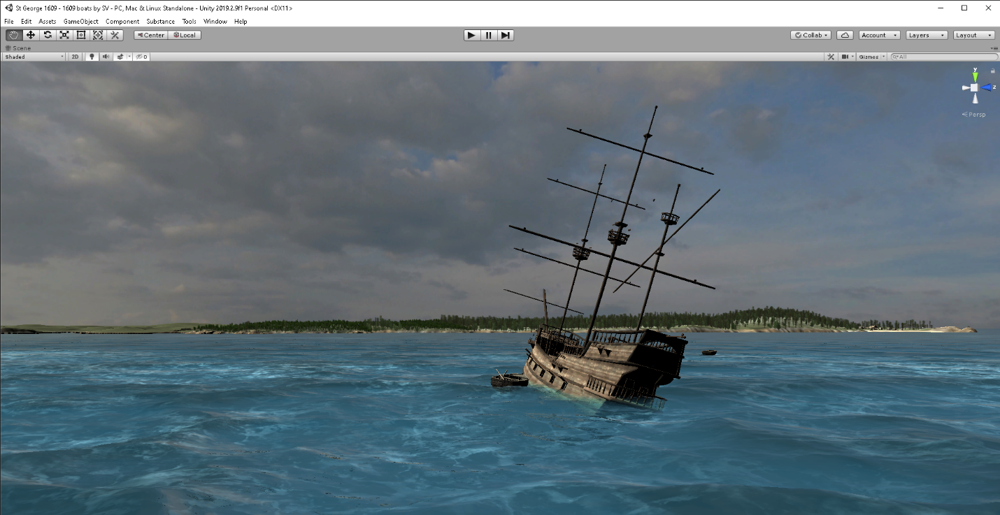 St George 1609 - 1609 boats by SV - PC, Mac & Linux Standalone - Unity 2019.2.9f1 Personal <DX11>
File Edit Assets GameObject Component Substance Tools Window Help
Center Local Collab Account Layers Layout
Scene
Shaded 2D 0 Gizmos All
y
z
Persp